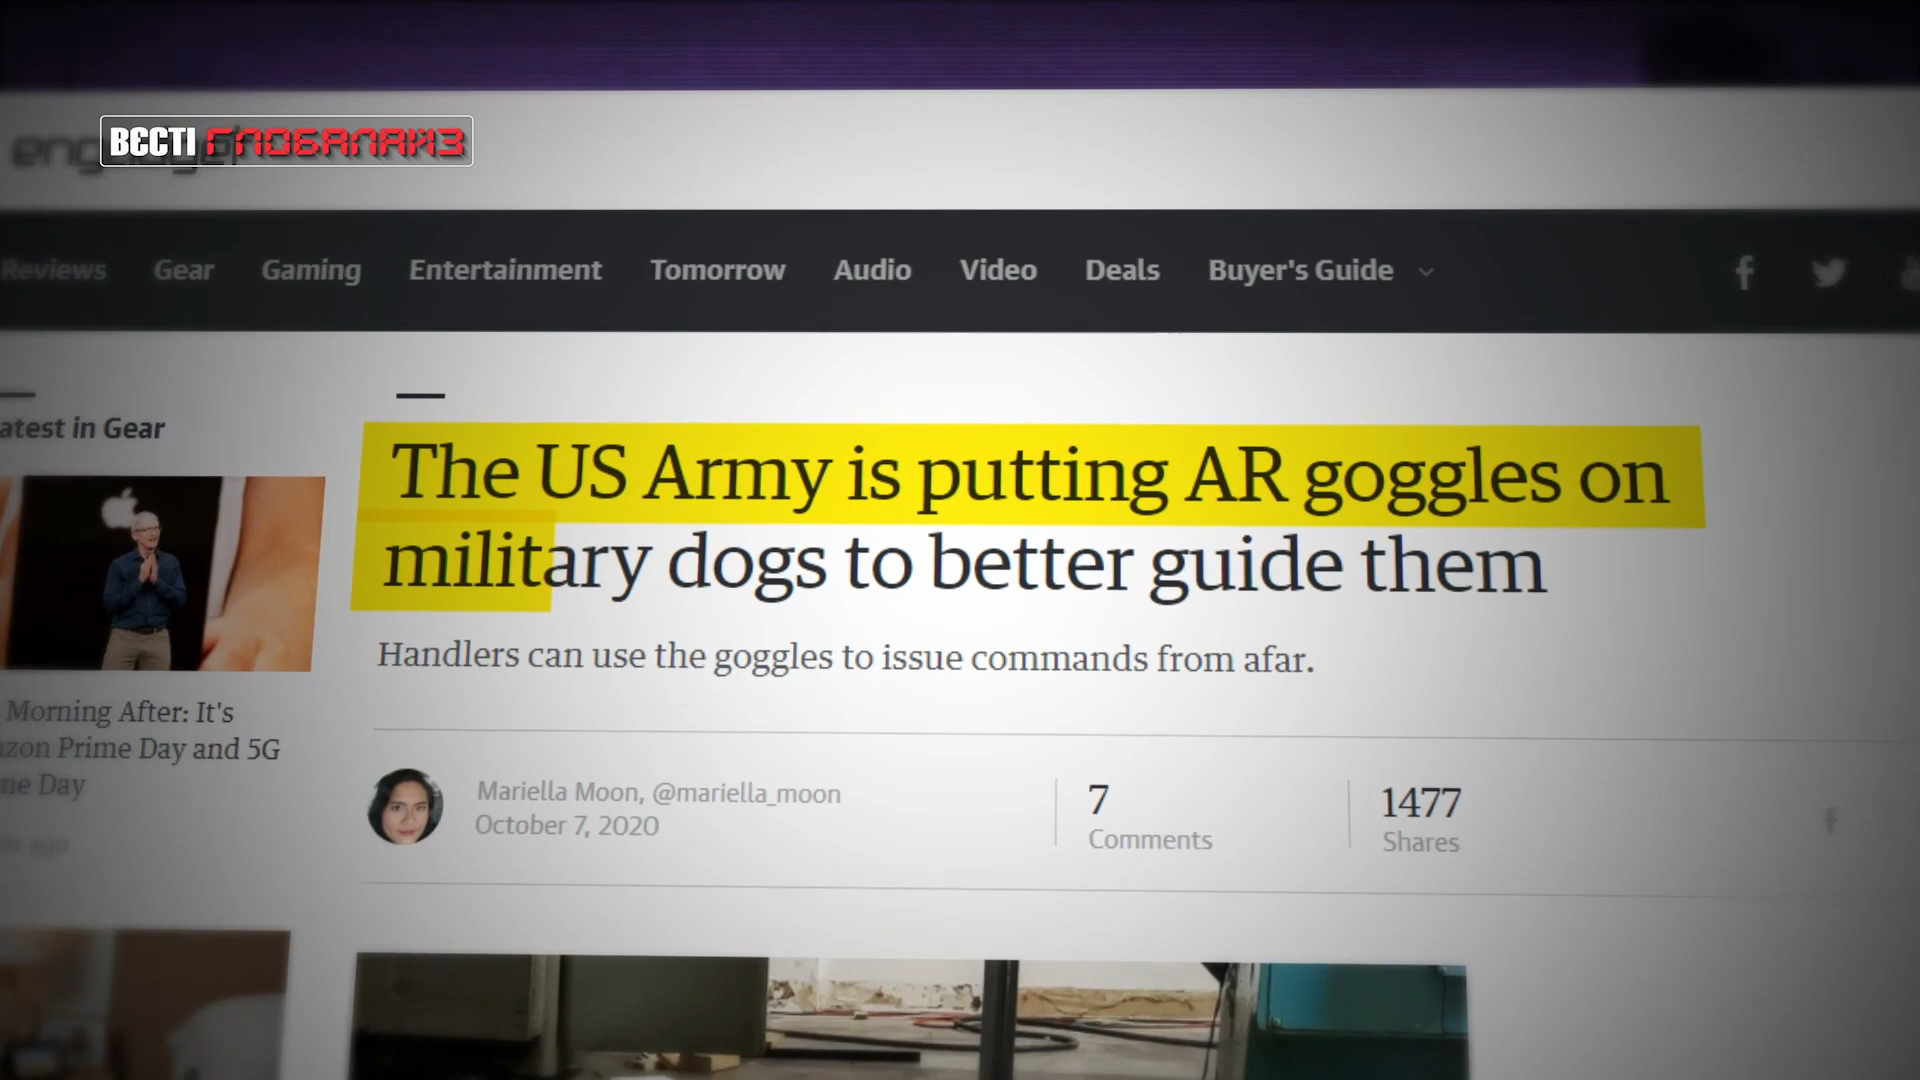 ВЄСТІ ГЛОБАЛАЙЗ
Reviews Gear Gaming Entertainment Tomorrow Audio Video Deals Buyer's Guide
atest in Gear
The US Army is putting AR goggles on
military dogs to better guide them
Handlers can use the goggles to issue commands from afar.
Morning After: It's
zon Prime Day and 5G
ne Day
Mariella Moon, @mariella_moon
October 7, 2020
7
Comments
1477
Shares